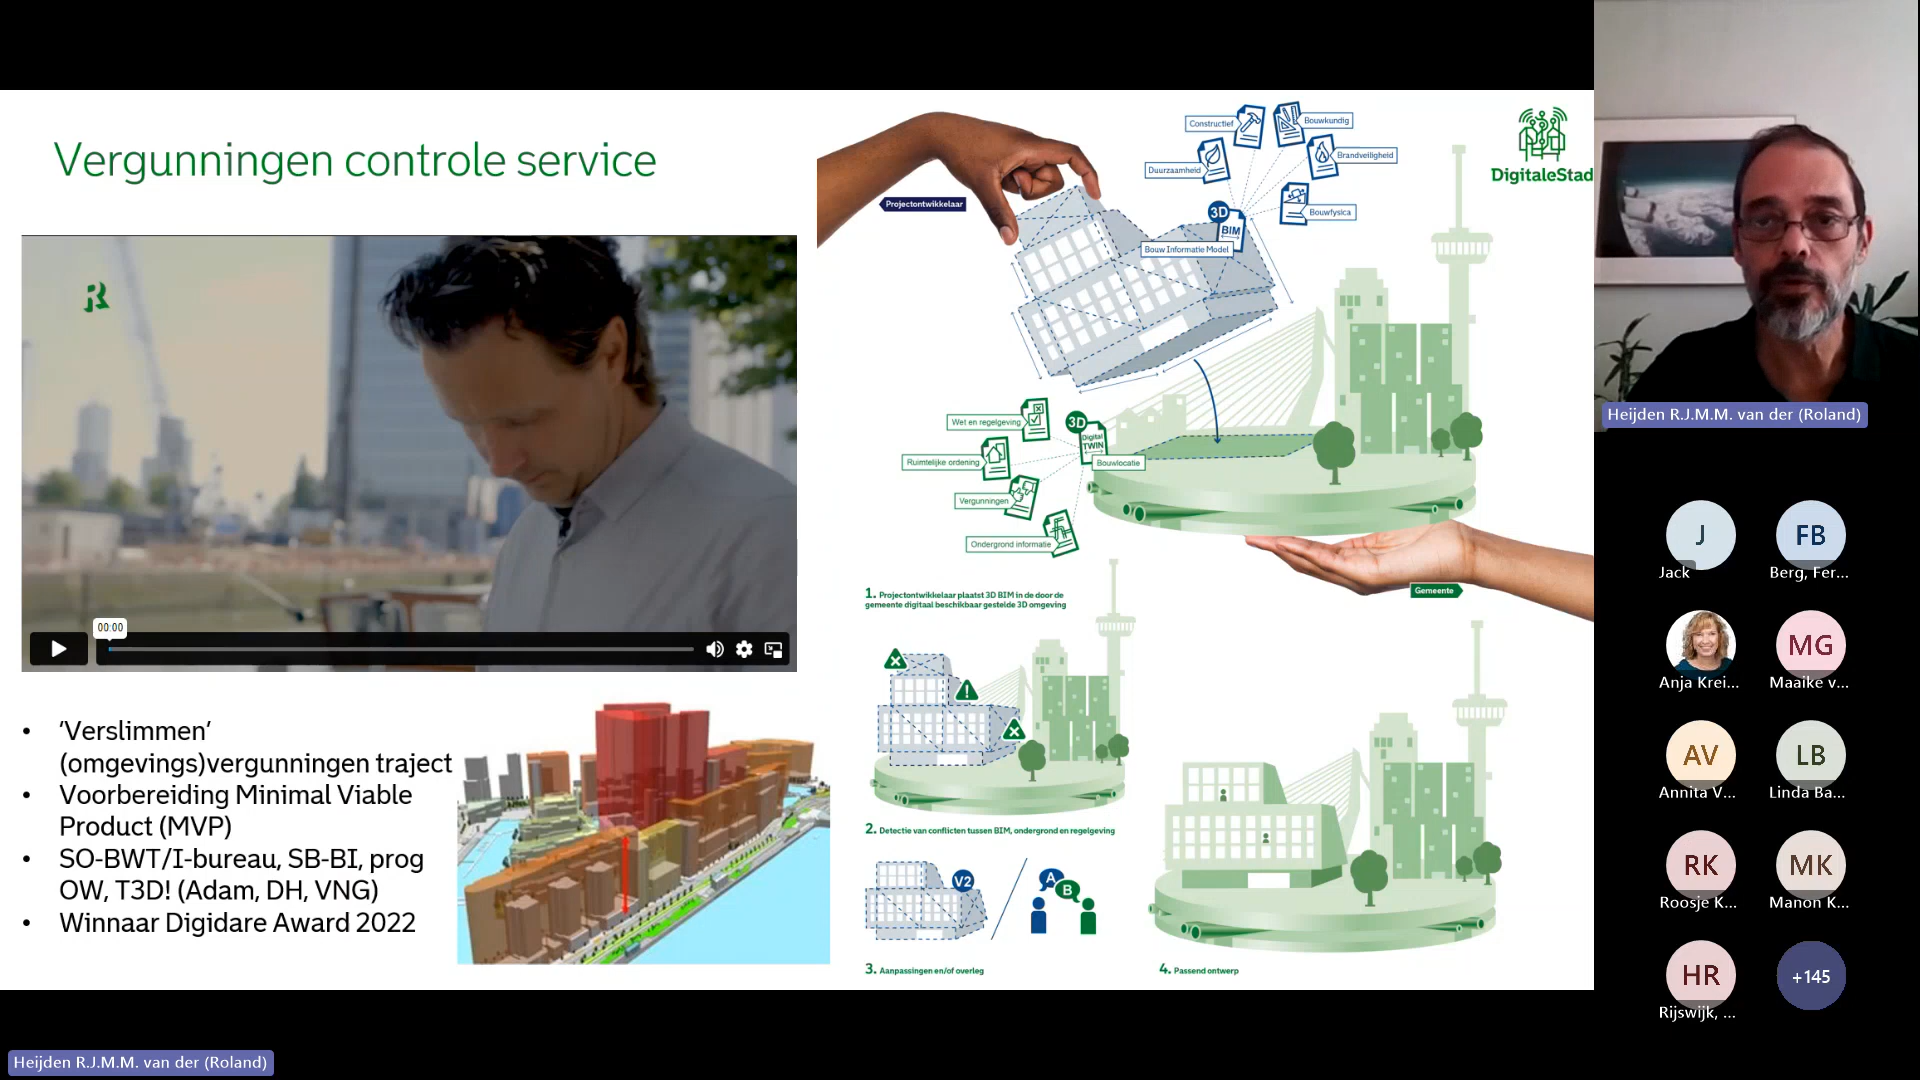 Vergunningen controle service
R
00:00
‘Verslimmen’
(omgevings)vergunningen traject
Voorbereiding Minimal Viable
Product (MVP)
SO-BWT/I-bureau, SB-BI, prog
OW, T3D! (Adam, DH, VNG)
Winnaar Digidare Award 2022
Projectontwikkelaar
Constructief
Bouwkundig
Duurzaamheid
Brandveiligheid
3D
BIM
Bouwfysica
Bouw Informatie Model
DigitaleStad
Wet en regelgeving
3D
Digital
TWIN
Ruimtelijke ordening
Bouwlocatie
Vergunningen
Ondergrond informatie
Gemeente
1. Projectontwikkelaar plaatst 3D BIM in de door de
gemeente digitaal beschikbaar gestelde 3D omgeving
!
2. Detectie van conflicten tussen BIM, ondergrond en regelgeving
V2
A
B
3. Aanpassingen en/of overleg
4. Passend ontwerp
Heijden R.J.M.M. van der (Roland)
J
FB
Jack
Berg, Fer...
MG
Anja Krei...
Maaike v...
AV
LB
Annita V...
Linda Ba...
RK
MK
Roosje K...
Manon K...
HR
+145
Rijswijk, ...
Heijden R.J.M.M. van der (Roland)